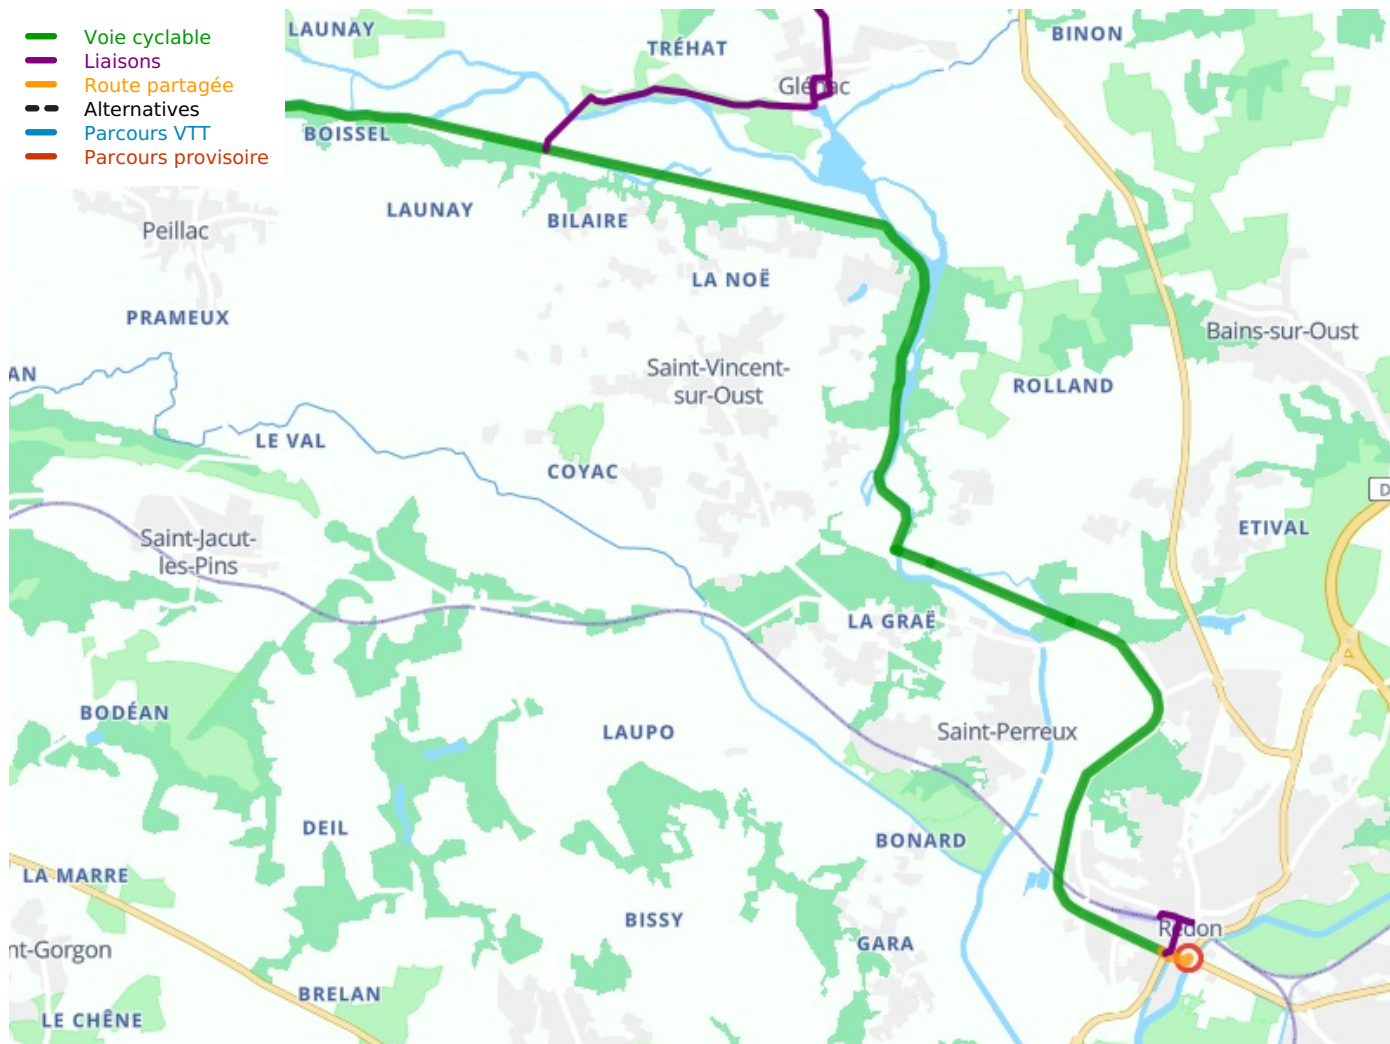 Voie cyclable
Liaisons
Route partagée
Alternatives
Parcours VTT
Parcours provisoire
LAUNAY
TRÉHAT
BINON
Glénac
BOISSEL
LAUNAY
BILAIRE
Peillac
LA NOË
PRAMEUX
Bains-sur-Oust
AN
Saint-Vincent-
sur-Oust
ROLLAND
LE VAL
COYAC
D
ETIVAL
Saint-Jacut-
les-Pins
LA GRAË
BODÉAN
LAUPO
Saint-Perreux
DEIL
BONARD
LA MARRE
BISSY
Redon
nt-Gorgon
GARA
BRELAN
LE CHÊNE